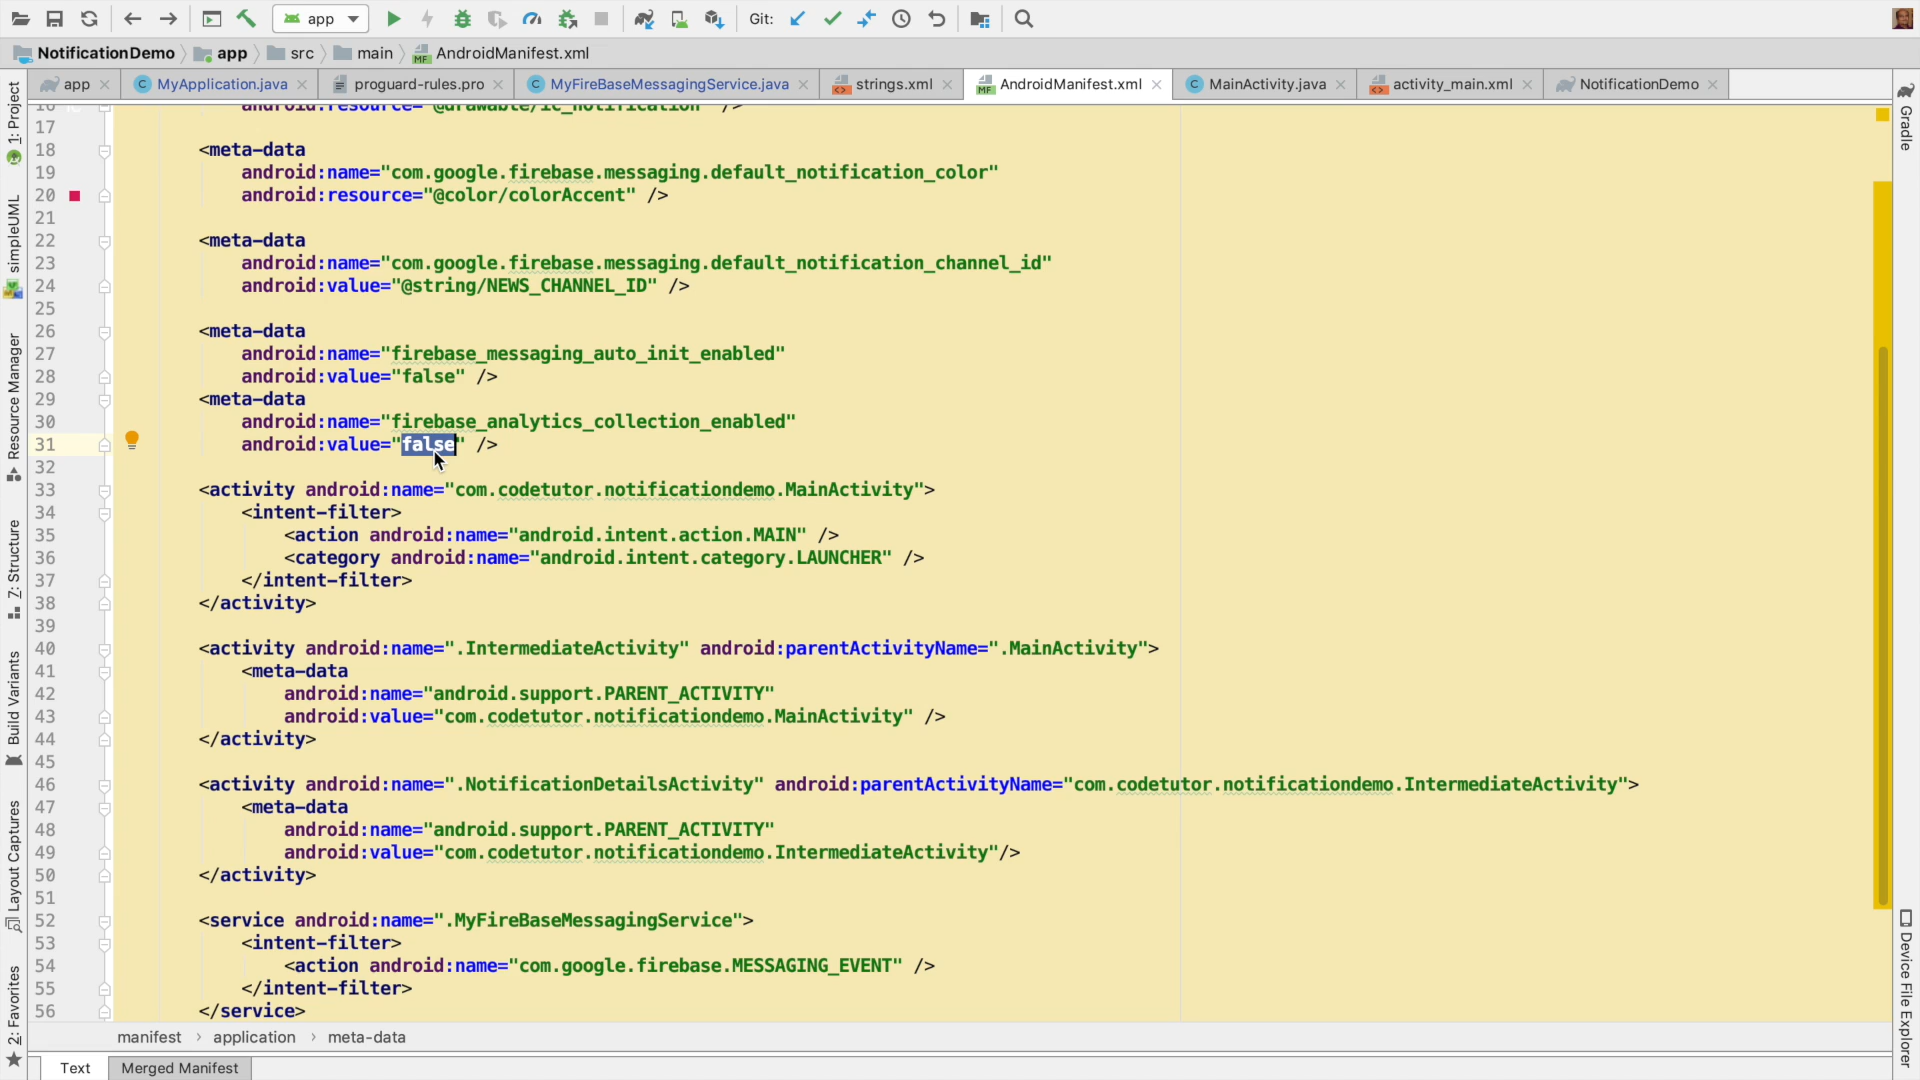 app
Git:
NotificationDemo
app
src
main
AndroidManifest.xml
app
MyApplication.java
proguard-rules.pro
MyFireBaseMessagingService.java
strings.xml
AndroidManifest.xml
MainActivity.java
activity_main.xml
NotificationDemo
1: Project
simpleUML
Resource Manager
Z: Structure
Build Variants
Layout Captures
2: Favorites
Gradle
Device File Explorer
16 android:resource="@drawable/ic_notification" />
17
18 <meta-data
19 android:name="com.google.firebase.messaging.default_notification_color"
20 android:resource="@color/colorAccent" />
21
22 <meta-data
23 android:name="com.google.firebase.messaging.default_notification_channel_id"
24 android:value="@string/NEWS_CHANNEL_ID" />
25
26 <meta-data
27 android:name="firebase_messaging_auto_init_enabled"
28 android:value="false" />
29 <meta-data
30 android:name="firebase_analytics_collection_enabled"
31 android:value="false" />
32
33 <activity android:name="com.codetutor.notificationdemo.MainActivity">
34 <intent-filter>
35 <action android:name="android.intent.action.MAIN" />
36 <category android:name="android.intent.category.LAUNCHER" />
37 </intent-filter>
38 </activity>
39
40 <activity android:name=".IntermediateActivity" android:parentActivityName=".MainActivity">
41 <meta-data
42 android:name="android.support.PARENT_ACTIVITY"
43 android:value="com.codetutor.notificationdemo.MainActivity" />
44 </activity>
45
46 <activity android:name=".NotificationDetailsActivity" android:parentActivityName="com.codetutor.notificationdemo.IntermediateActivity">
47 <meta-data
48 android:name="android.support.PARENT_ACTIVITY"
49 android:value="com.codetutor.notificationdemo.IntermediateActivity"/>
50 </activity>
51
52 <service android:name=".MyFireBaseMessagingService">
53 <intent-filter>
54 <action android:name="com.google.firebase.MESSAGING_EVENT" />
55 </intent-filter>
56 </service>
manifest › application › meta-data
Text
Merged Manifest